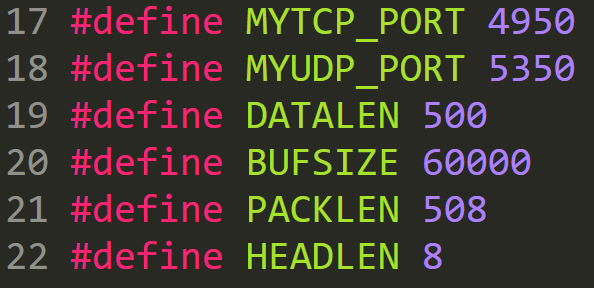 17 #define MYTCP_PORT 4950
18 #define MYUDP_PORT 5350
19 #define DATALEN 500
20 #define BUFSIZE 60000
21 #define PACKLEN 508
22 #define HEADLEN 8